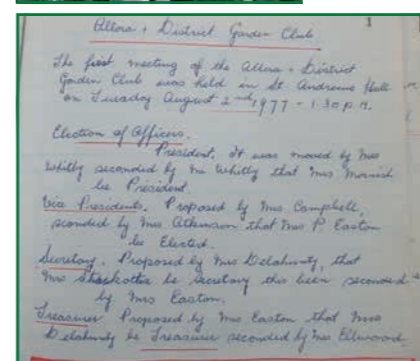 1
Allora + District Garden Club
The first meeting of the Allora + District
Garden Club was held in St Andrews Hall
on Tuesday August 2nd 1977 - 1.30 p.m.
Election of Officers.
President. It was moved by Mrs
Whitly seconded by Mr Whitly that Mrs
be President.
Vice Presidents. Proposed by Mrs Campbell,
sconded by Mrs Atkinson that Mrs P Easton
be Elected.
Secretary. Proposed by Mrs Delahunty, that
Mrs be Secretary this been seconded
by Mrs Easton.
Treasurer Proposed by Mrs Easton that Mrs
Delahunty be Treasurer seconded by Mrs Ellwood